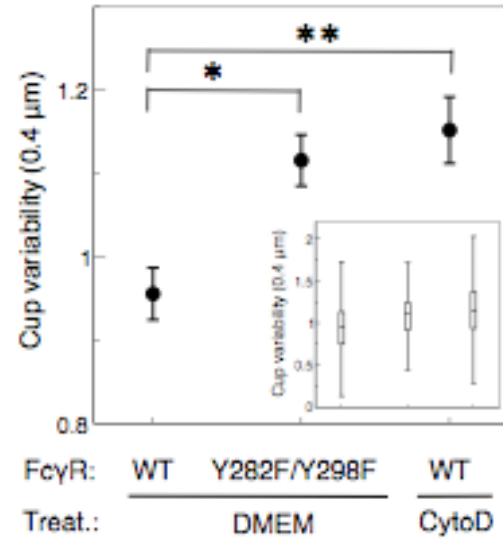 **
*
1.2
1
0.8
Cup variability (0.4 µm)
2
1.5
1
0.5
0
Cup variability (0.4 µm)
FcγR: WT Y282F/Y298F WT
Treat.: DMEM CytoD